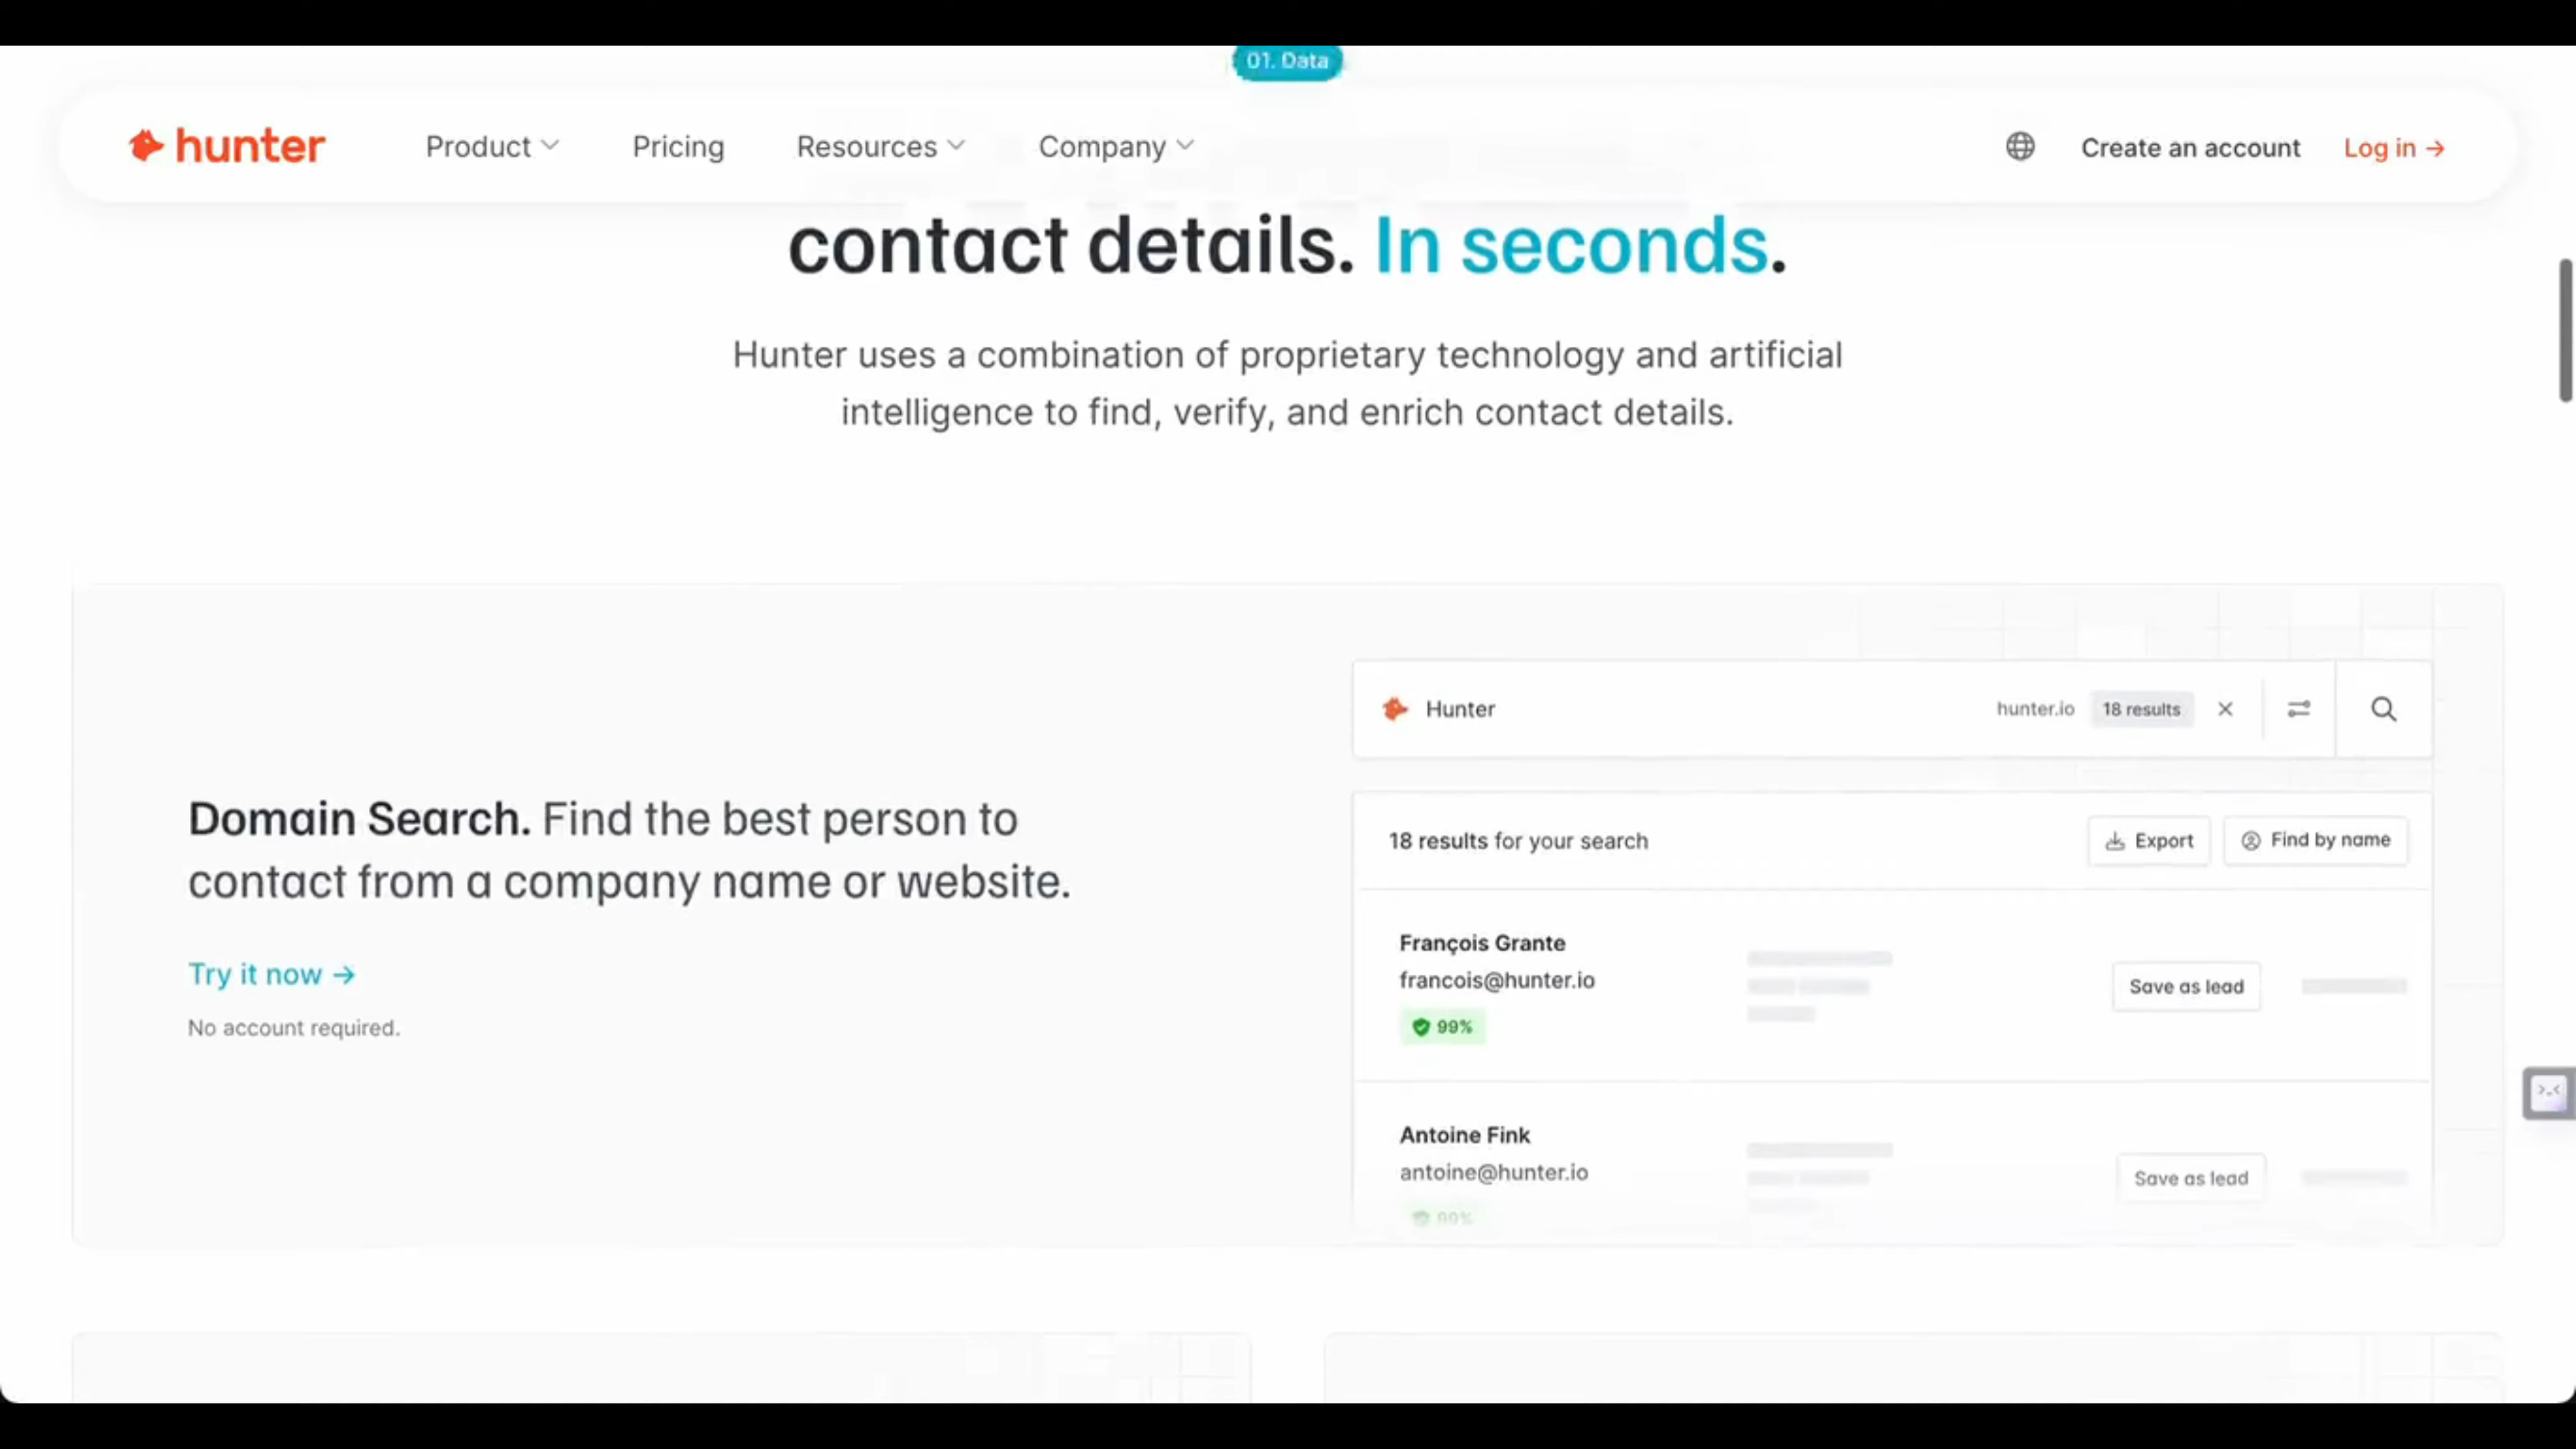 01. Data
hunter
Product
Pricing
Resources
Company
Create an account
Log in →
contact details. In seconds.
Hunter uses a combination of proprietary technology and artificial
intelligence to find, verify, and enrich contact details.
Domain Search. Find the best person to
contact from a company name or website.
Try it now →
No account required.
Hunter
hunter.io
18 results
18 results for your search
Export
Find by name
François Grante
francois@hunter.io
99%
Save as lead
Antoine Fink
antoine@hunter.io
99%
Save as lead